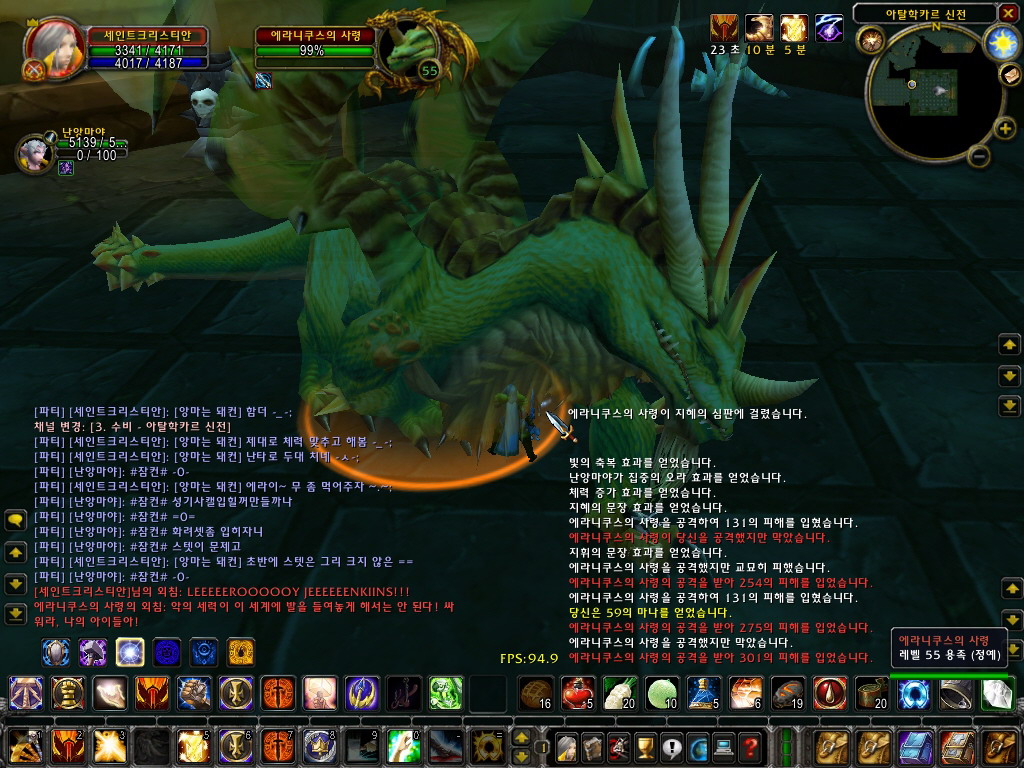 세인트크리스티안
3341 / 4171
4017 / 4187
에라니쿠스의 사령
99%
55
23 초 10 분 5 분
아탈학카르 신전
N
난앙마야
5139 / 5...
0 / 100
[파티] [세인트크리스티안]: [앙마는 돼컨] 함더 -_-;
채널 변경: [3. 수비 - 아탈학카르 신전]
[파티] [세인트크리스티안]: [앙마는 돼컨] 제대로 체력 맞추고 해봄 -_-;
[파티] [세인트크리스티안]: [앙마는 돼컨] 난타로 두대 치네 -ㅅ-;
[파티] [난앙마야]: #잠컨# -O-
[파티] [세인트크리스티안]: [앙마는 돼컨] 에라이~ 무 좀 먹어주자 ~.~;
[파티] [난앙마야]: #잠컨# 성기사캘입힐꺼만들까나
[파티] [난앙마야]: #잠컨# =O=
[파티] [난앙마야]: #잠컨# 화려셋좀 입히자니
[파티] [난앙마야]: #잠컨# 스텟이 문제고
[파티] [세인트크리스티안]: [앙마는 돼컨] 초반에 스텟은 그리 크지 않은 ==
[파티] [난앙마야]: #잠컨# -O-
[세인트크리스티안]님의 외침: LEEEEEROOOOOY JEEEEEENKIINS!!!
에라니쿠스의 사령의 외침: 악의 세력이 이 세계에 발을 들여놓게 해서는 안 된다! 싸
워라, 나의 아이들아!
에라니쿠스의 사령이 지혜의 심판에 걸렸습니다.
빛의 축복 효과를 얻었습니다.
난앙마야가 집중의 오라 효과를 얻었습니다.
체력 증가 효과를 얻었습니다.
지혜의 문장 효과를 얻었습니다.
에라니쿠스의 사령을 공격하여 131의 피해를 입혔습니다.
에라니쿠스의 사령이 당신을 공격했지만 막았습니다.
지휘의 문장 효과를 얻었습니다.
에라니쿠스의 사령을 공격했지만 교묘히 피했습니다.
에라니쿠스의 사령의 공격을 받아 254의 피해를 입었습니다.
에라니쿠스의 사령을 공격하여 131의 피해를 입혔습니다.
당신은 59의 마나를 얻었습니다.
에라니쿠스의 사령의 공격을 받아 275의 피해를 입었습니다.
에라니쿠스의 사령을 공격했지만 막았습니다.
에라니쿠스의 사령의 공격을 받아 301의 피해를 입었습니다.
FPS:94.9
에라니쿠스의 사령
레벨 55 용족 (정예)
16 5 20 10 5 6 19 5 20
1 2 3 5 6 7 8 9 0 - =
1